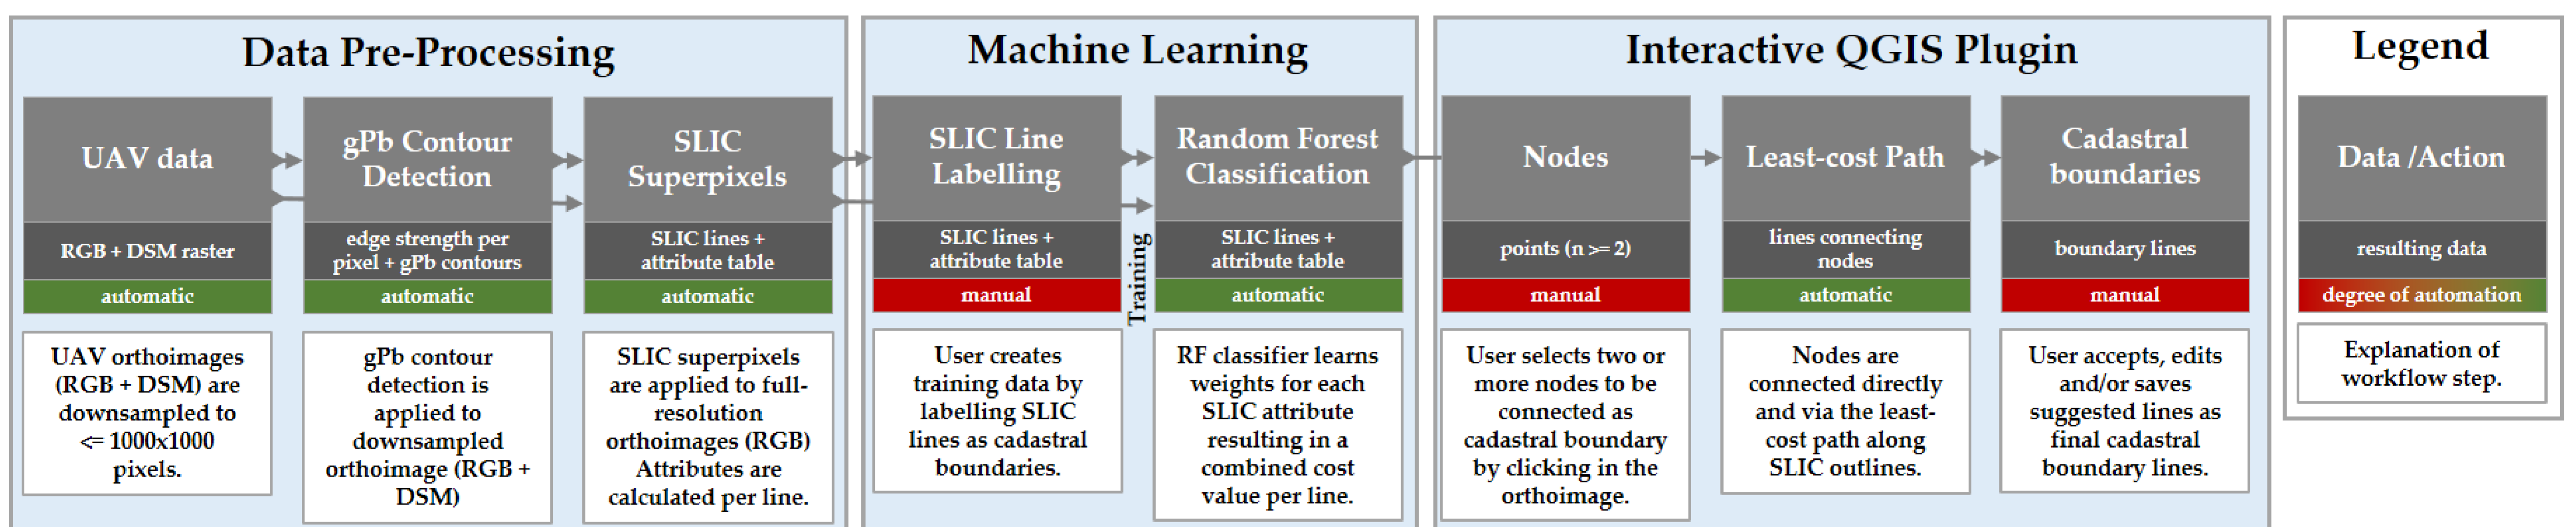 Data Pre-Processing
UAV data
RGB + DSM raster
automatic
UAV orthoimages
(RGB + DSM) are
downsampled to
<= 1000x1000
pixels.
gPb Contour
Detection
edge strength per
pixel + gPb contours
automatic
gPb contour
detection is
applied to
downsampled
orthoimage (RGB +
DSM)
SLIC
Superpixels
SLIC lines +
attribute table
automatic
SLIC superpixels
are applied to full-
resolution
orthoimages (RGB)
Attributes are
calculated per line.
Machine Learning
SLIC Line
Labelling
SLIC lines +
attribute table
manual
User creates
training data by
labelling SLIC
lines as cadastral
boundaries.
Training
Random Forest
Classification
SLIC lines +
attribute table
automatic
RF classifier learns
weights for each
SLIC attribute
resulting in a
combined cost
value per line.
Interactive QGIS Plugin
Nodes
points (n >= 2)
manual
User selects two or
more nodes to be
connected as
cadastral boundary
by clicking in the
orthoimage.
Least-cost Path
lines connecting
nodes
automatic
Nodes are
connected directly
and via the least-
cost path along
SLIC outlines.
Cadastral
boundaries
boundary lines
manual
User accepts, edits
and/or saves
suggested lines as
final cadastral
boundary lines.
Legend
Data /Action
resulting data
degree of automation
Explanation of
workflow step.